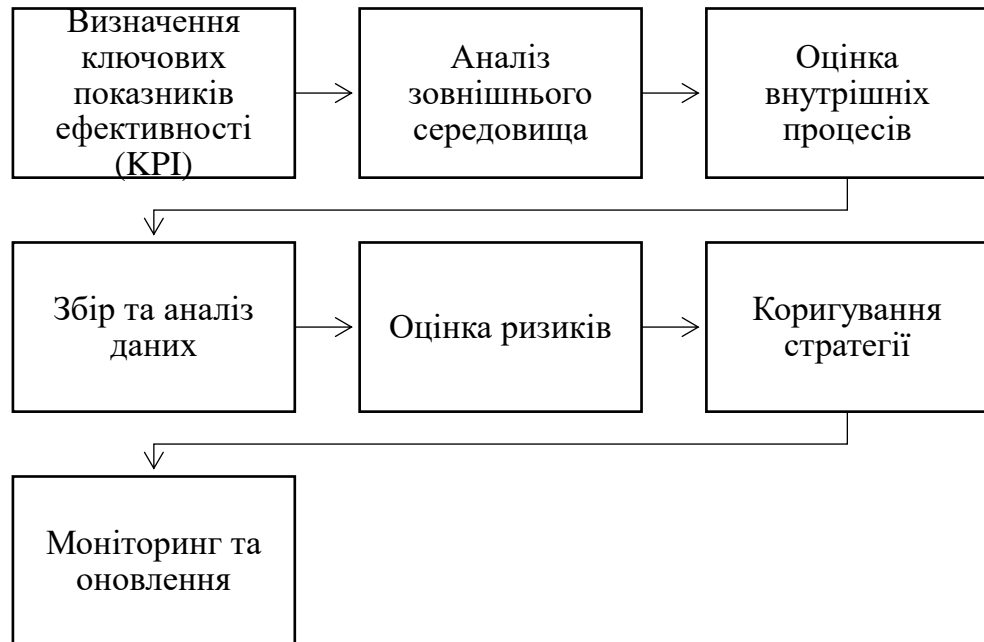 Визначення
ключових
показників
ефективності
(KPI)
Аналіз
зовнішнього
середовища
Оцінка
внутрішніх
процесів
Збір та аналіз
даних
Оцінка ризиків
Коригування
стратегії
Моніторинг та
оновлення